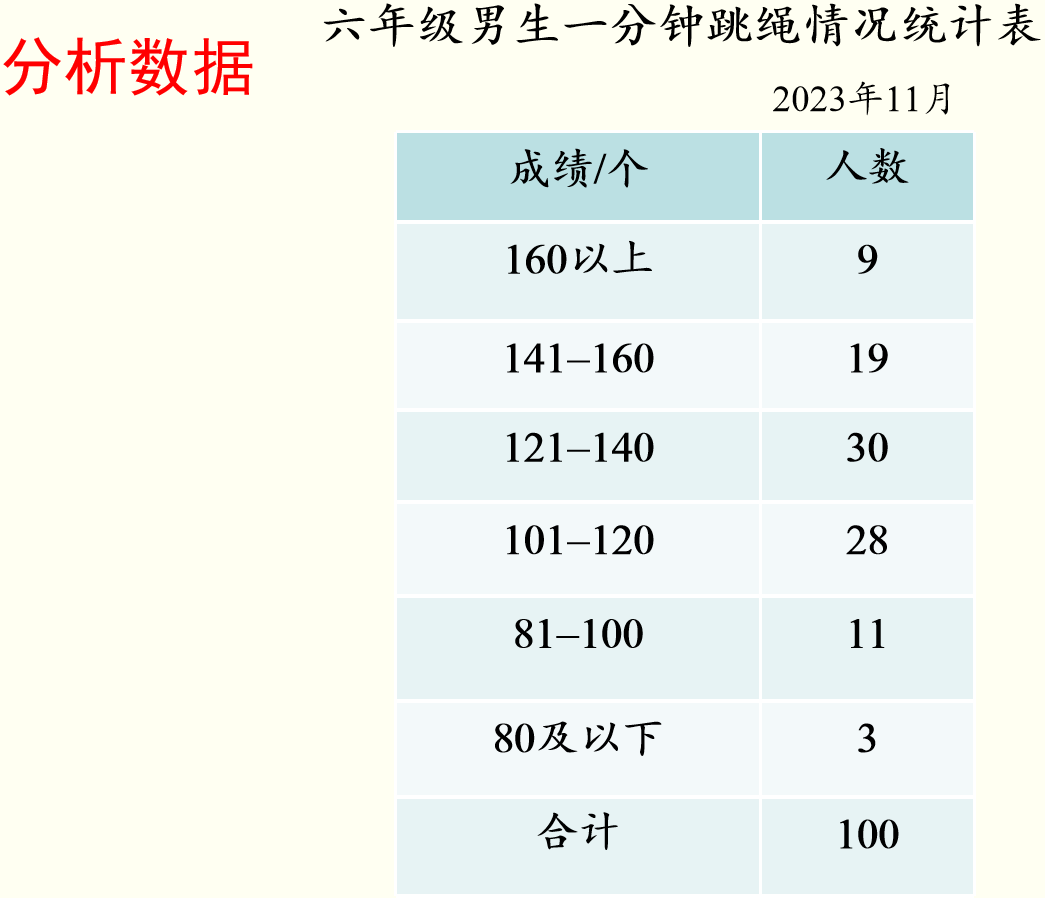 六年级男生一分钟跳绳情况统计表
分析数据
2023年11月
成绩/个 人数
160以上 9
141–160 19
121–140 30
101–120 28
81–100 11
80及以下 3
合计 100